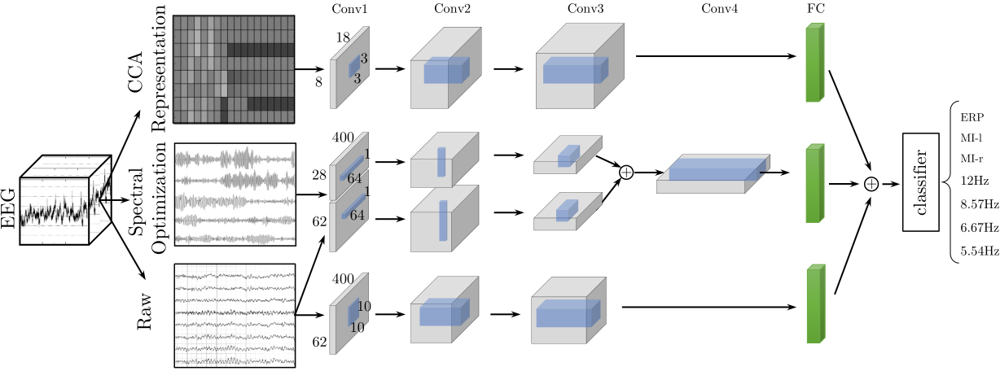 Conv1
Conv2
Conv3
Conv4
FC
EEG
CCA
Representation
18
3
3
8
Spectral
Optimization
400
1
64
28
1
64
62
Raw
400
10
10
62
+
+
classifier
ERP
MI-l
MI-r
12Hz
8.57Hz
6.67Hz
5.54Hz